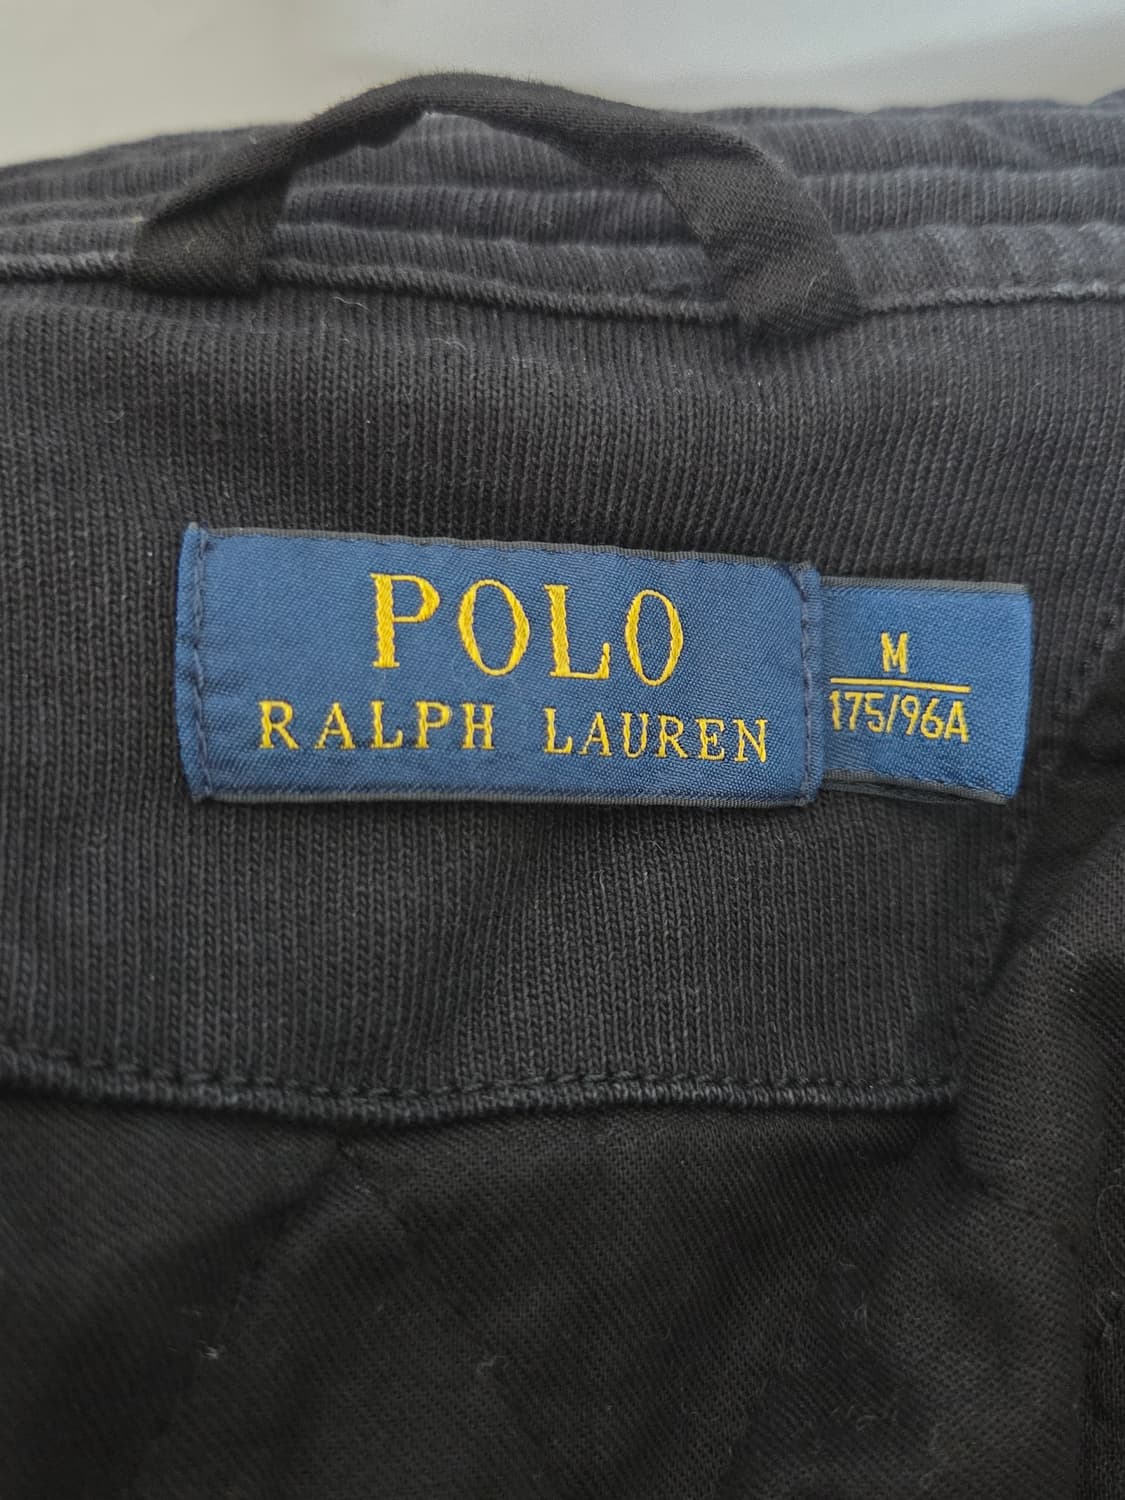 POLO
RALPH LAUREN
M
175/96A